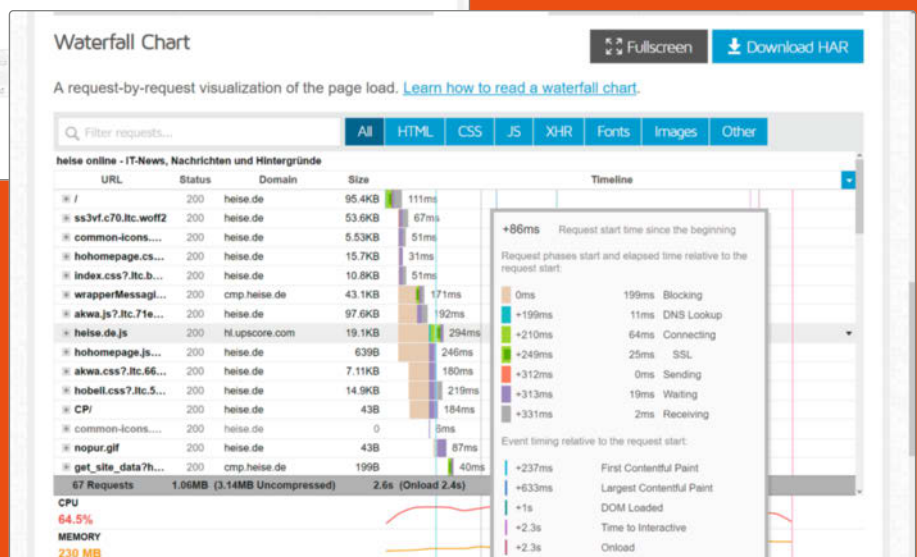 Waterfall Chart
Fullscreen
Download HAR
A request-by-request visualization of the page load. Learn how to read a waterfall chart.
Filter requests...
All HTML CSS JS XHR Fonts Images Other
heise online - IT-News, Nachrichten und Hintergründe
URL Status Domain Size Timeline
/ 200 heise.de 95.4KB 111ms
ss3vf.c70.ltc.woff2 200 heise.de 53.6KB 67ms
common-icons.... 200 heise.de 5.53KB 51ms
hohomepage.cs... 200 heise.de 15.7KB 31ms
index.css?.ltc.b... 200 heise.de 10.8KB 51ms
wrapperMessagi... 200 cmp.heise.de 43.1KB 171ms
akwa.js?.ltc.71e... 200 heise.de 97.6KB 192ms
heise.de.js 200 hl.upscore.com 19.1KB 294ms
hohomepage.js... 200 heise.de 639B 246ms
akwa.css?.ltc.66... 200 heise.de 7.11KB 180ms
hobell.css?.ltc.5... 200 heise.de 14.9KB 219ms
CP/ 200 heise.de 43B 184ms
common-icons.... 200 heise.de 0 8ms
nopur.gif 200 heise.de 43B 87ms
get_site_data?h... 200 cmp.heise.de 199B 40ms
67 Requests 1.06MB (3.14MB Uncompressed) 2.6s (Onload 2.4s)
CPU
64.5%
MEMORY
230 MB
+86ms Request start time since the beginning
Request phases start and elapsed time relative to the
request start:
0ms 199ms Blocking
+199ms 11ms DNS Lookup
+210ms 64ms Connecting
+249ms 25ms SSL
+312ms 0ms Sending
+313ms 19ms Waiting
+331ms 2ms Receiving
Event timing relative to the request start:
+237ms First Contentful Paint
+633ms Largest Contentful Paint
+1s DOM Loaded
+2.3s Time to Interactive
+2.3s Onload